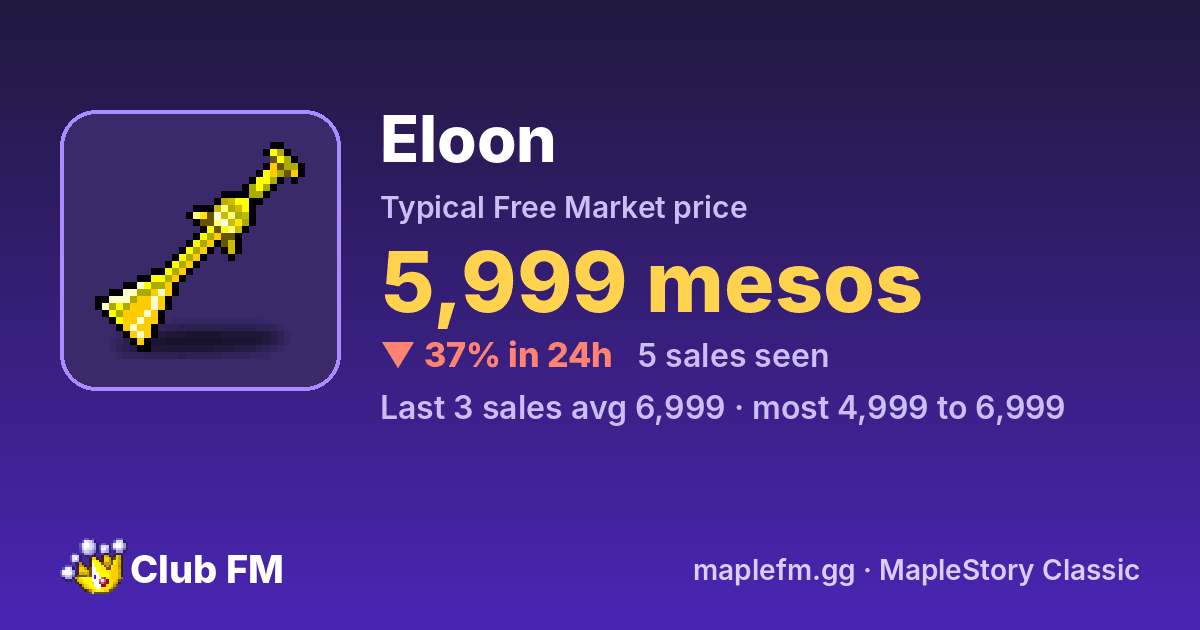 Eloon
Typical Free Market price
5,999 mesos
▼ 37% in 24h 5 sales seen
Last 3 sales avg 6,999 · most 4,999 to 6,999
Club FM
maplefm.gg · MapleStory Classic